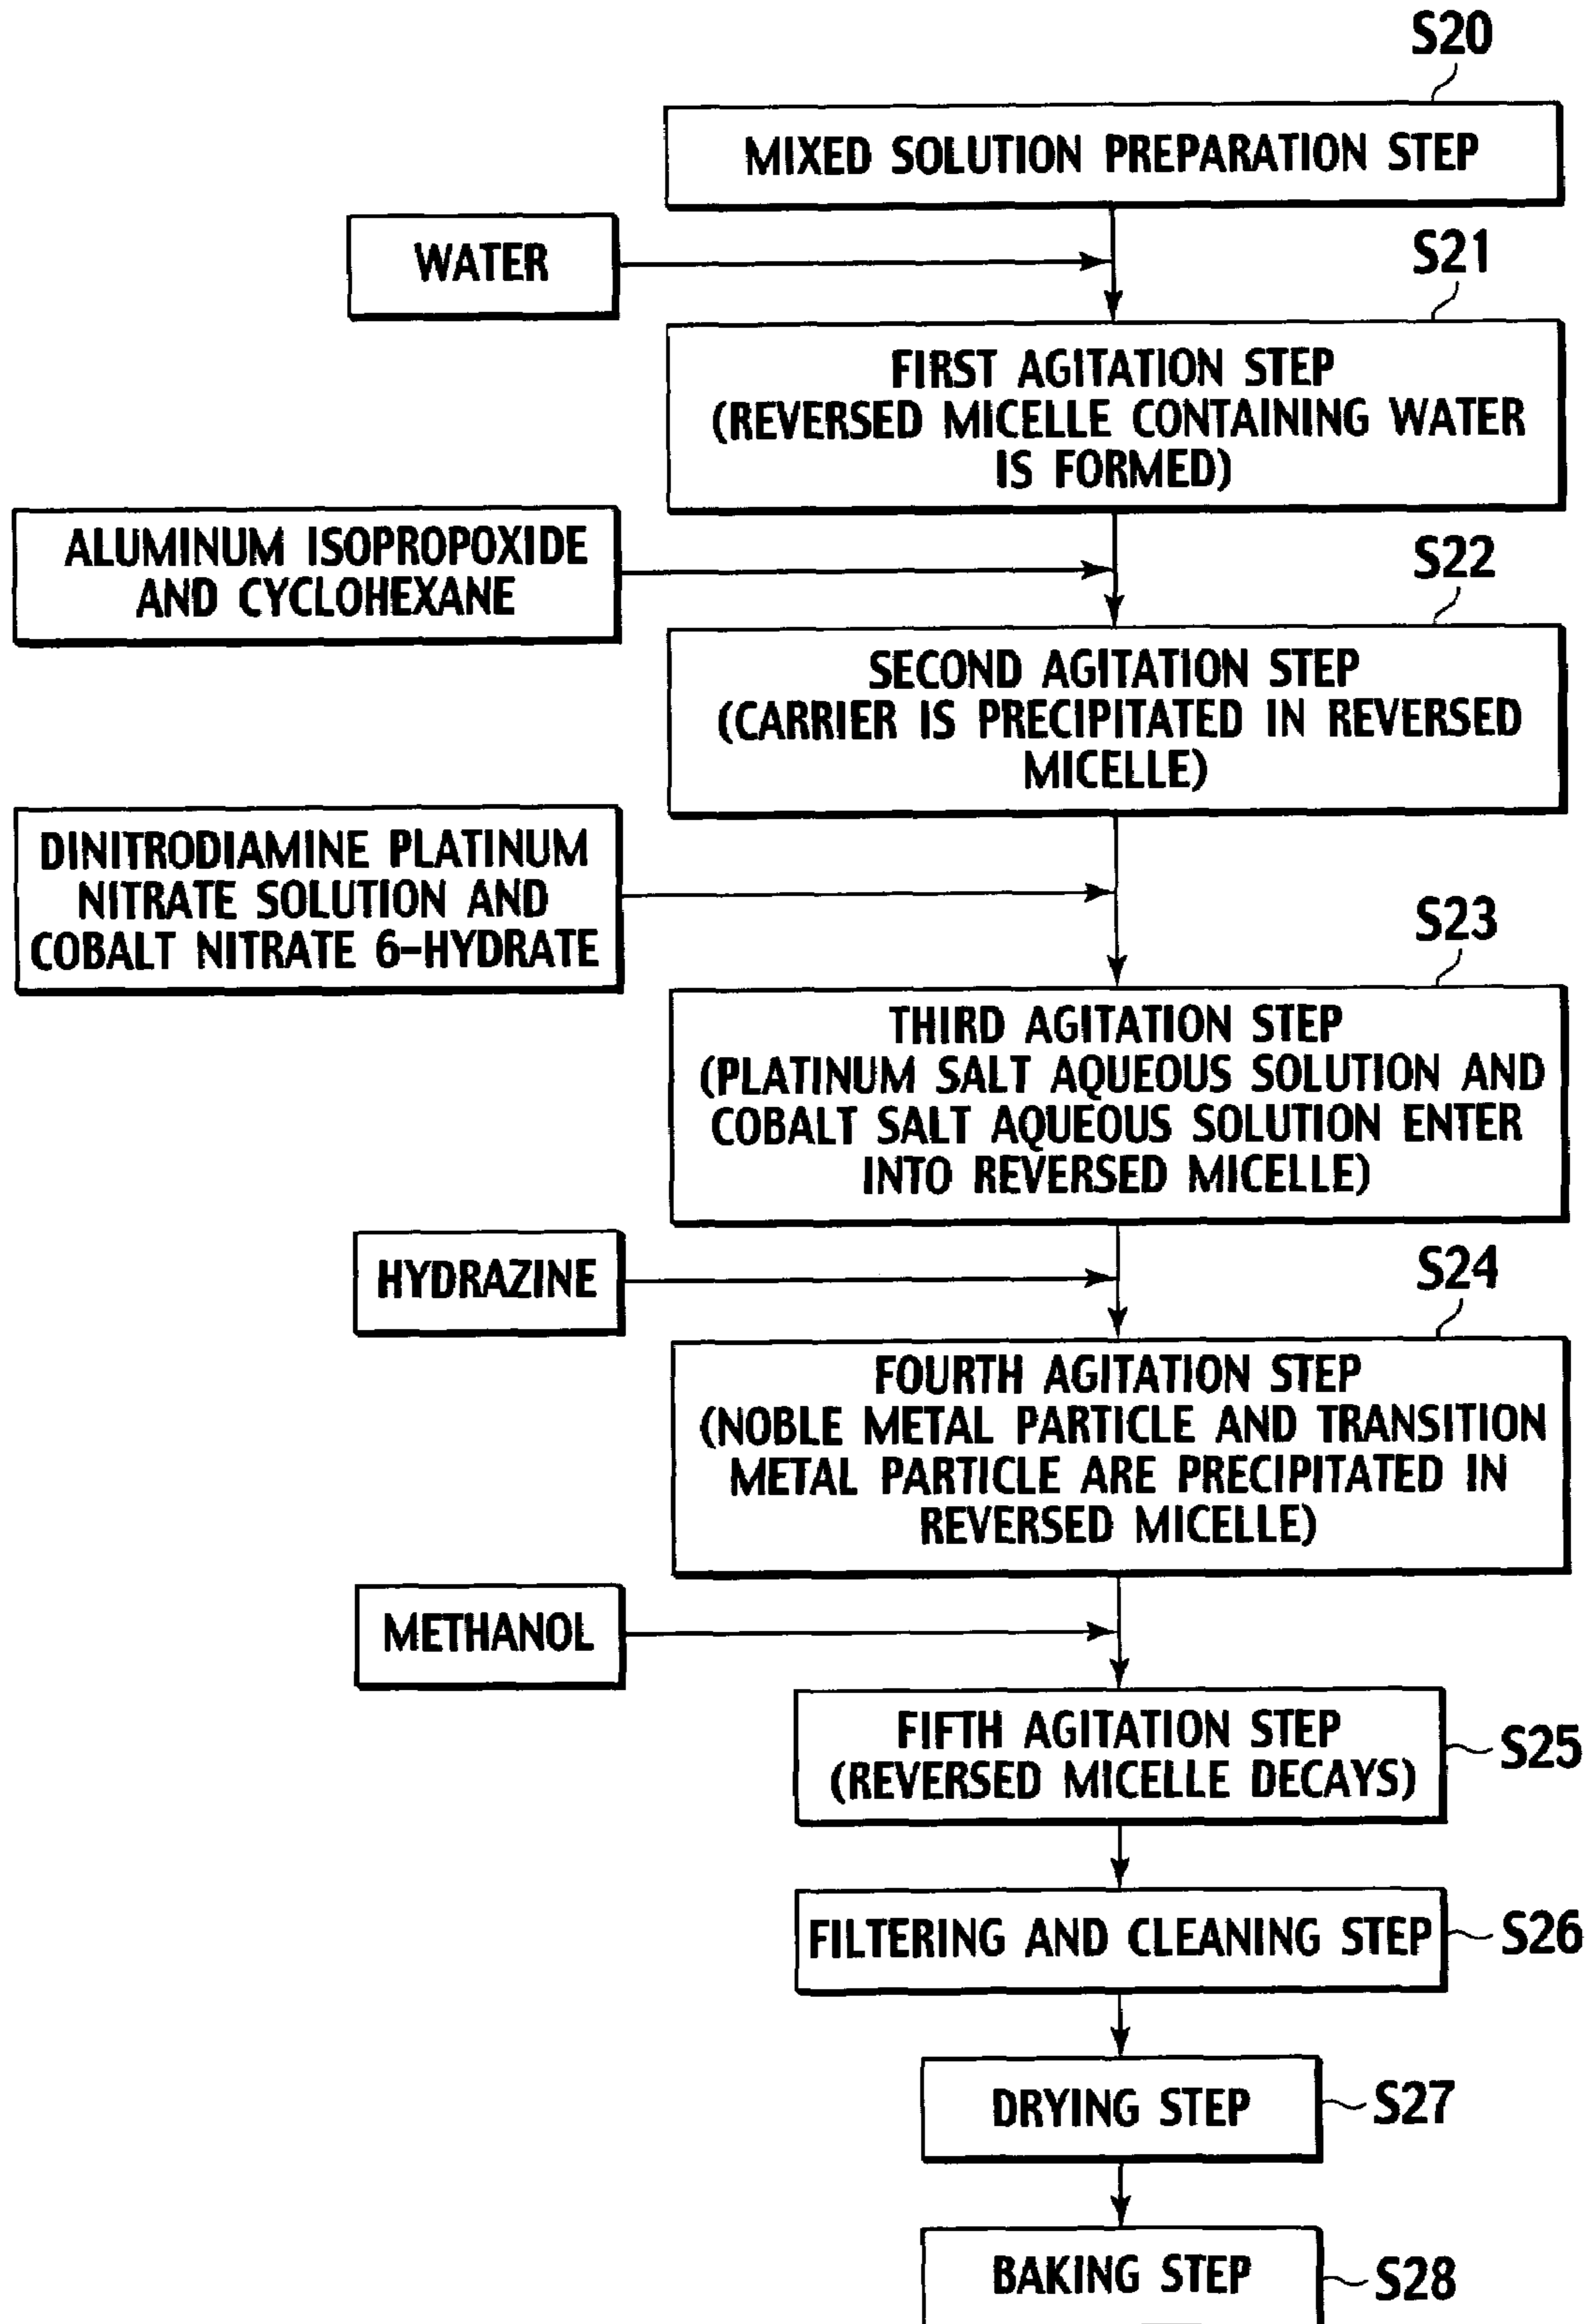 S20
MIXED SOLUTION PREPARATION STEP
WATER
S21
FIRST AGITATION STEP
(REVERSED MICELLE CONTAINING WATER
IS FORMED)
ALUMINUM ISOPROPOXIDE
AND CYCLOHEXANE
S22
SECOND AGITATION STEP
(CARRIER IS PRECIPITATED IN REVERSED
MICELLE)
DINITRODIAMINE PLATINUM
NITRATE SOLUTION AND
COBALT NITRATE 6-HYDRATE
S23
THIRD AGITATION STEP
(PLATINUM SALT AQUEOUS SOLUTION AND
COBALT SALT AQUEOUS SOLUTION ENTER
INTO REVERSED MICELLE)
HYDRAZINE
S24
FOURTH AGITATION STEP
(NOBLE METAL PARTICLE AND TRANSITION
METAL PARTICLE ARE PRECIPITATED IN
REVERSED MICELLE)
METHANOL
FIFTH AGITATION STEP
(REVERSED MICELLE DECAYS)
S25
FILTERING AND CLEANING STEP
S26
DRYING STEP
S27
BAKING STEP
S28